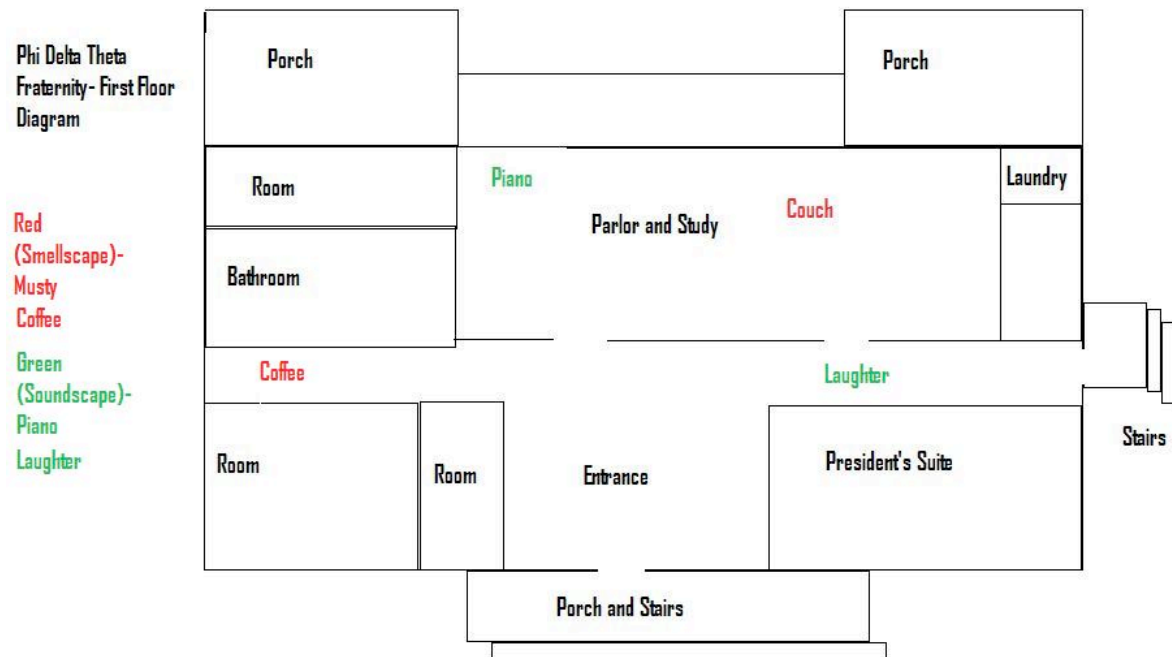 Phi Delta Theta
Fraternity- First Floor
Diagram
Porch
Porch
Room
Piano
Parlor and Study
Couch
Laundry
Red
(Smellscape)-
Musty
Coffee
Bathroom
Green
(Soundscape)-
Piano
Laughter
Coffee
Laughter
Room
Room
Entrance
President's Suite
Stairs
Porch and Stairs